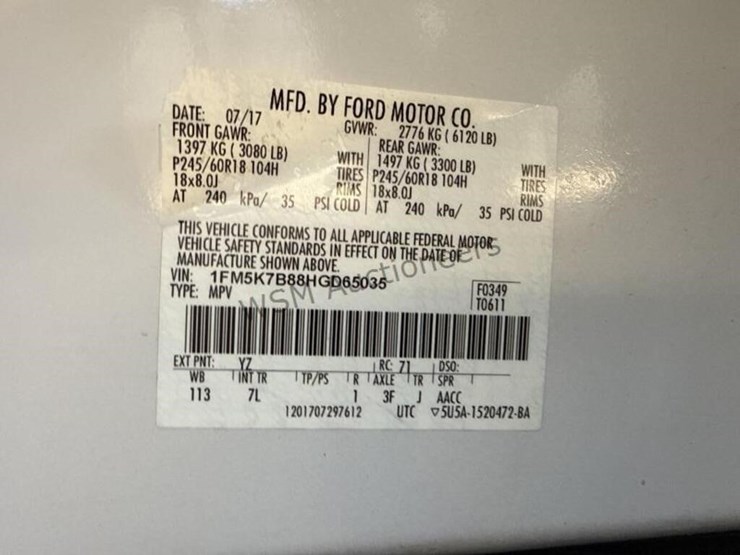 MFD. BY FORD MOTOR CO.
DATE: 07/17
GVWR: 2776 KG ( 6120 LB)
FRONT GAWR:
REAR GAWR:
1397 KG ( 3080 LB) WITH 1497 KG ( 3300 LB) WITH
P245/60R18 104H TIRES P245/60R18 104H TIRES
18x8.0J RIMS 18x8.0J RIMS
AT 240 kPa/ 35 PSI COLD AT 240 kPa/ 35 PSI COLD
THIS VEHICLE CONFORMS TO ALL APPLICABLE FEDERAL MOTOR
VEHICLE SAFETY STANDARDS IN EFFECT ON THE DATE OF
MANUFACTURE SHOWN ABOVE.
VIN: 1FM5K7B88HGD65035
TYPE: MPV
F0349
T0611
WSM Auctioneers
EXT PNT: YZ RC: 71 DSO:
WB INT TR TP/PS R AXLE TR SPR
113 7L 1 3F J AACC
1201707297612 UTC ▽5U5A-1520472-BA